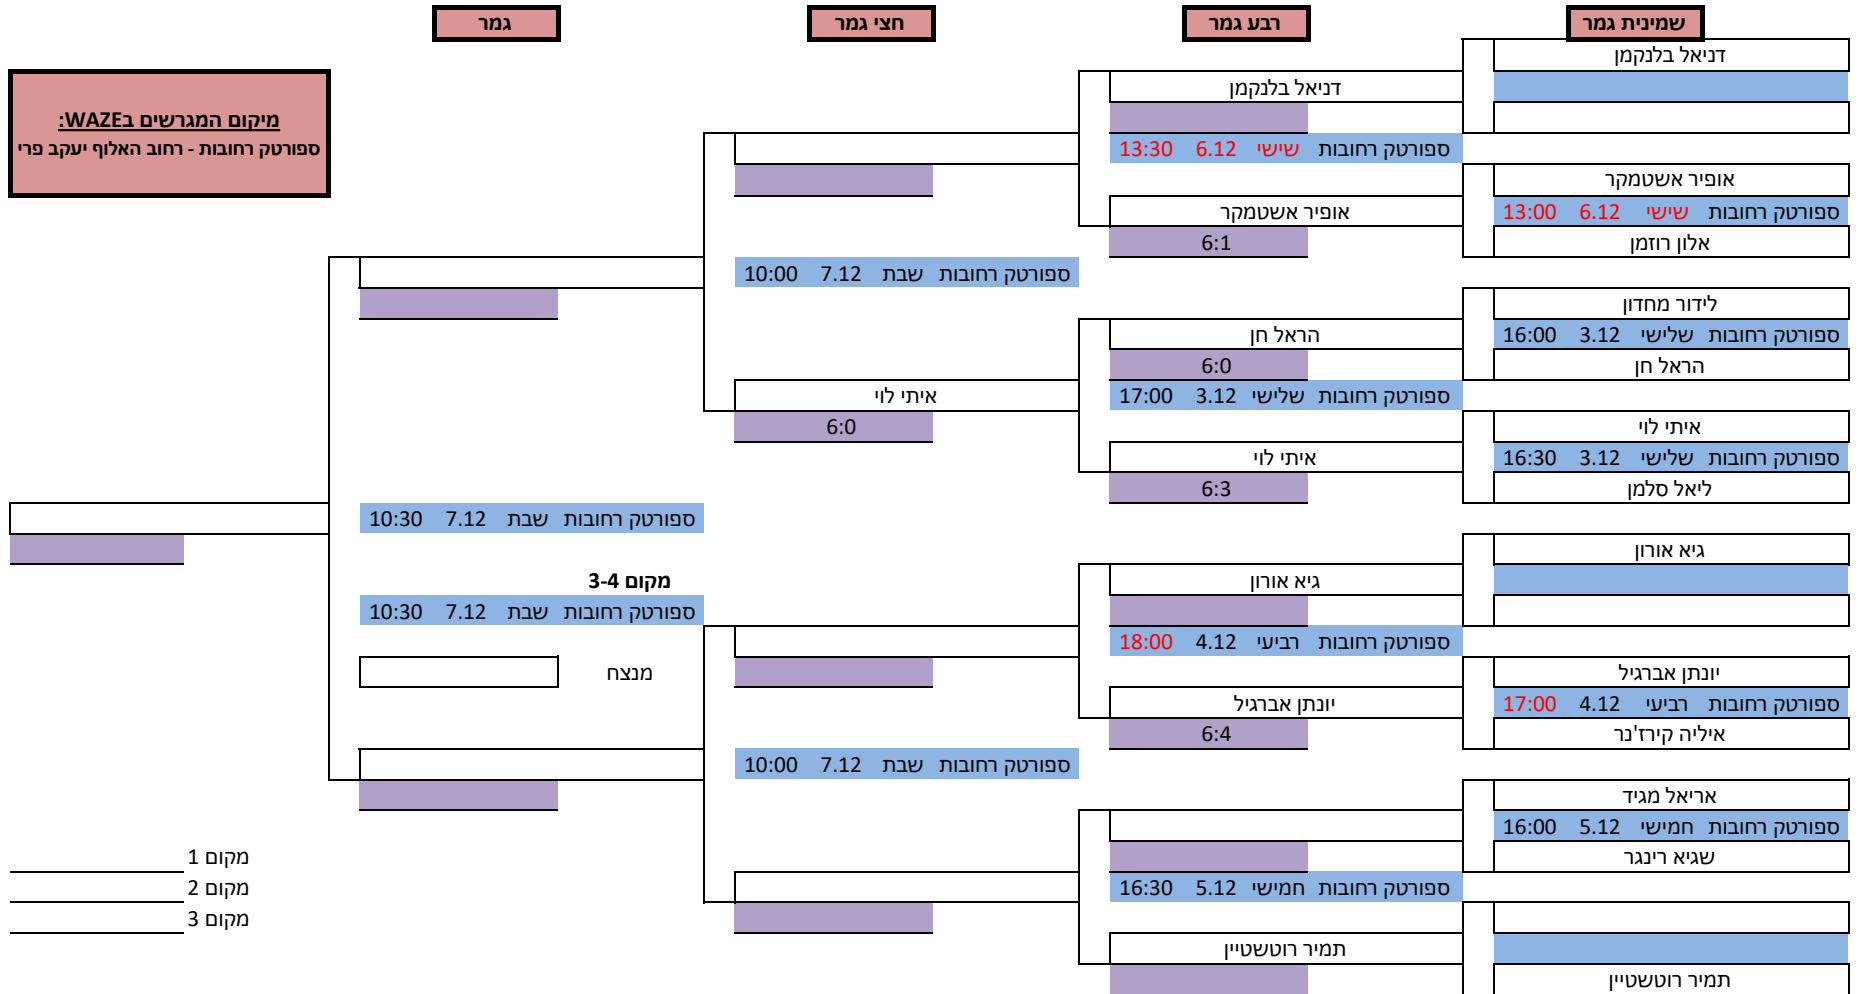 שמינית גמר
רבע גמר
חצי גמר
גמר
מיקום המגרשים בWAZE:
ספורטק רחובות - רחוב האלוף יעקב פרי
דניאל בלנקמן
אופיר אשטמקר
ספורטק רחובות שישי 6.12 13:00
אלון רוזמן
לידור מחדון
ספורטק רחובות שלישי 3.12 16:00
הראל חן
איתי לוי
ספורטק רחובות שלישי 3.12 16:30
ליאל סלמן
גיא אורון
יונתן אברגיל
ספורטק רחובות רביעי 4.12 17:00
איליה קירז'נר
אריאל מגיד
ספורטק רחובות חמישי 5.12 16:00
שגיא רינגר
תמיר רוטשטיין
דניאל בלנקמן
ספורטק רחובות שישי 6.12 13:30
אופיר אשטמקר
6:1
הראל חן
6:0
ספורטק רחובות שלישי 3.12 17:00
איתי לוי
6:3
גיא אורון
ספורטק רחובות רביעי 4.12 18:00
יונתן אברגיל
6:4
ספורטק רחובות חמישי 5.12 16:30
תמיר רוטשטיין
ספורטק רחובות שבת 7.12 10:00
איתי לוי
6:0
ספורטק רחובות שבת 7.12 10:00
ספורטק רחובות שבת 7.12 10:30
מקום 3-4
ספורטק רחובות שבת 7.12 10:30
מנצח
מקום 1
מקום 2
מקום 3